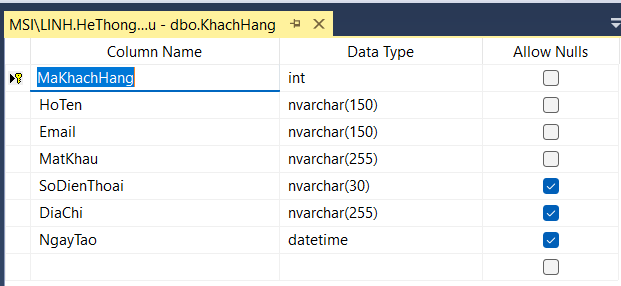 MSI\LINH.HeThong...u - dbo.KhachHang
Column Name Data Type Allow Nulls
MaKhachHang int
HoTen nvarchar(150)
Email nvarchar(150)
MatKhau nvarchar(255)
SoDienThoai nvarchar(30)
DiaChi nvarchar(255)
NgayTao datetime